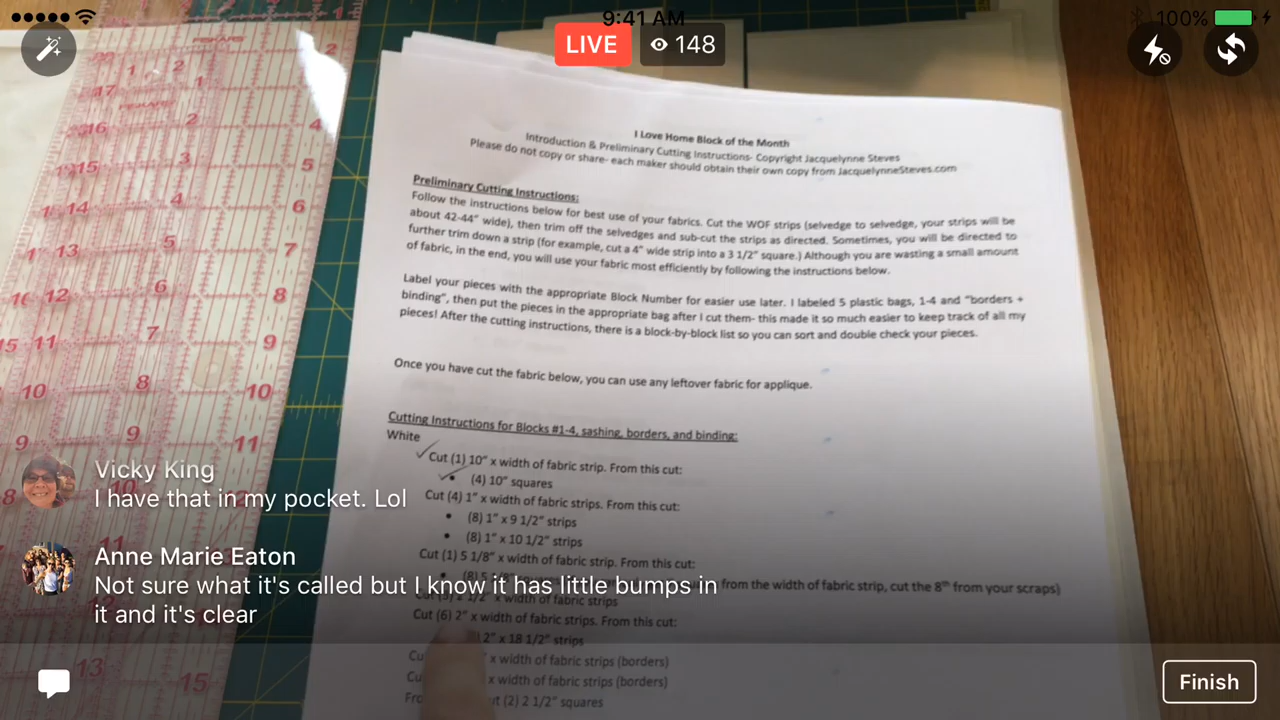 9:41 AM
100%
LIVE
148
I Love Home Block of the Month
Introduction & Preliminary Cutting Instructions- Copyright Jacquelynne Steves
Please do not copy or share- each maker should obtain their own copy from JacquelynneSteves.com
Preliminary Cutting Instructions:
Follow the instructions below for best use of your fabrics. Cut the WOF strips (selvedge to selvedge, your strips will be
about 42-44" wide), then trim off the selvedges and sub-cut the strips as directed. Sometimes, you will be directed to
further trim down a strip (for example, cut a 4" wide strip into a 3 1/2" square.) Although you are wasting a small amount
of fabric, in the end, you will use your fabric most efficiently by following the instructions below.
Label your pieces with the appropriate Block Number for easier use later. I labeled 5 plastic bags, 1-4 and "borders +
binding", then put the pieces in the appropriate bag after I cut them- this made it so much easier to keep track of all my
pieces! After the cutting instructions, there is a block-by-block list so you can sort and double check your pieces.
Once you have cut the fabric below, you can use any leftover fabric for applique.
Cutting Instructions for Blocks #1-4, sashing, borders, and binding:
White
Cut (1) 10" x width of fabric strip. From this cut:
• (4) 10" squares
Cut (4) 1" x width of fabric strips. From this cut:
• (8) 1" x 9 1/2" strips
• (8) 1" x 10 1/2" strips
Cut (1) 5 1/8" x width of fabric strip. From this cut:
from the width of fabric strip, cut the 8th from your scraps)
x width of fabric strips
Cut (6) 2" x width of fabric strips. From this cut:
2" x 18 1/2" strips
x width of fabric strips (borders)
x width of fabric strips (borders)
(2) 2 1/2" squares
Vicky King
I have that in my pocket. Lol
Anne Marie Eaton
Not sure what it's called but I know it has little bumps in
it and it's clear
Finish